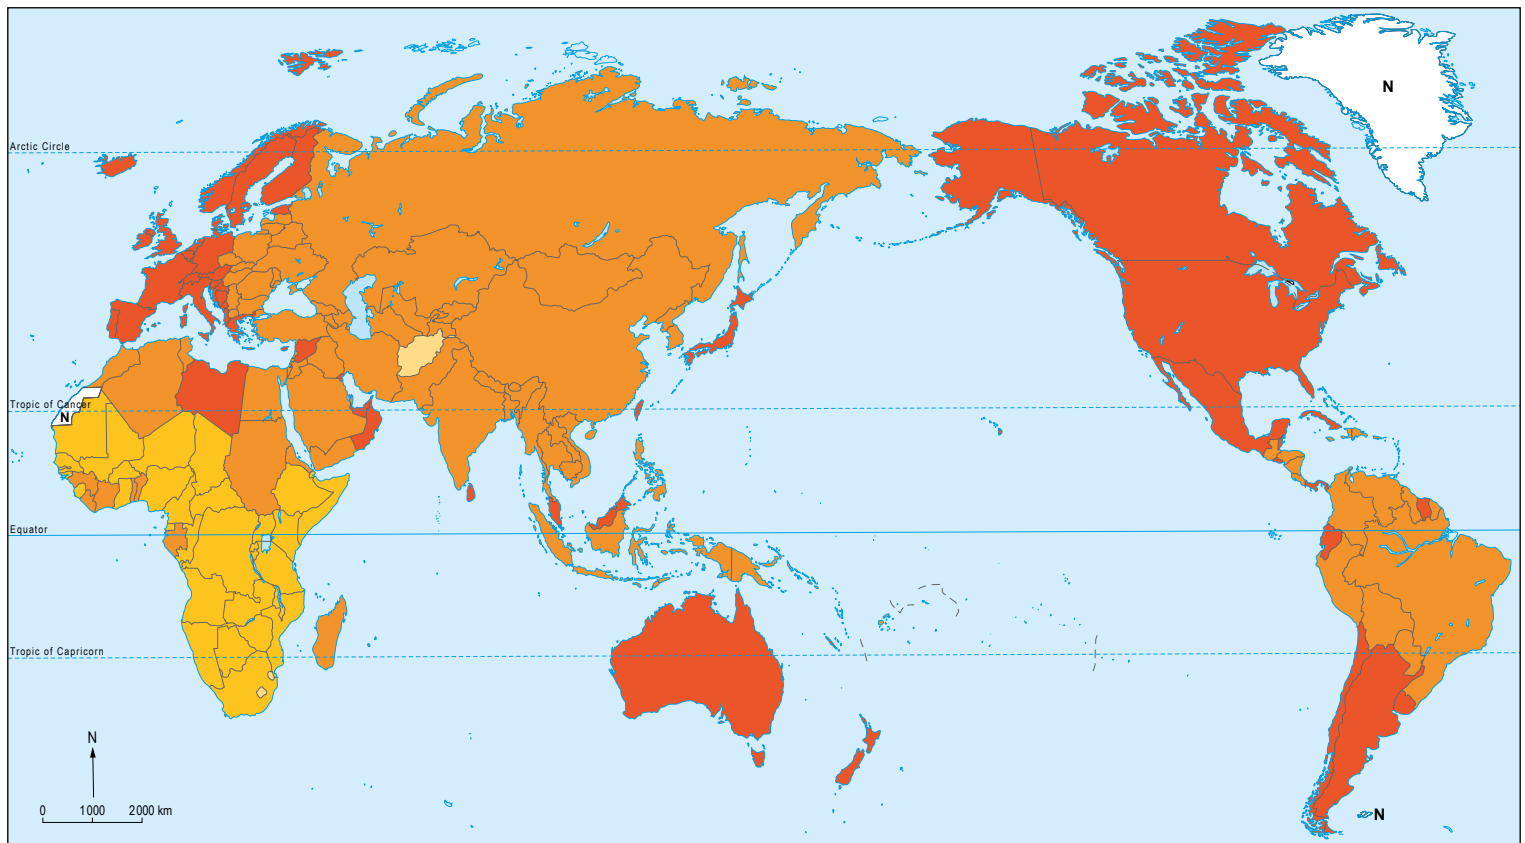 N
Arctic Circle
Tropic of Cancer
N
Equator
Tropic of Capricorn
N
0 1000 2000 km
N